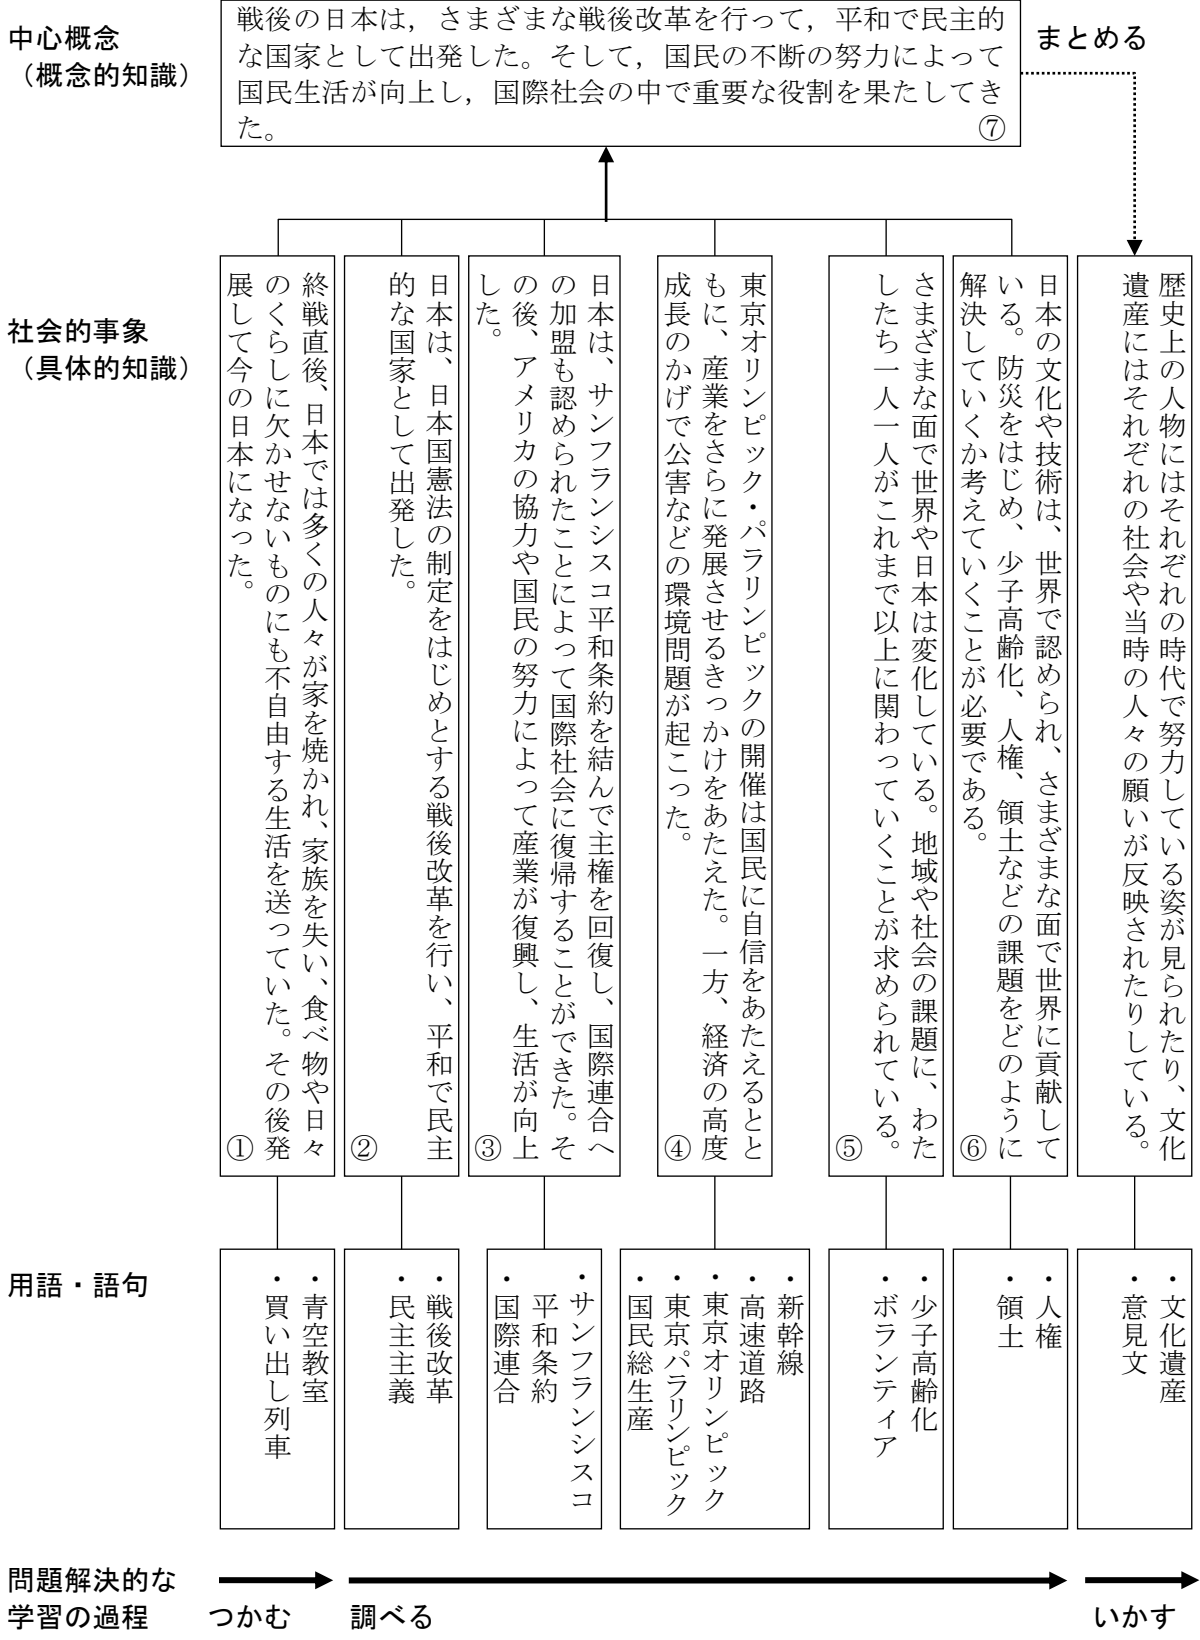 中心概念
（概念的知識）
戦後の日本は，さまざまな戦後改革を行って，平和で民主的
な国家として出発した。そして，国民の不断の努力によって
国民生活が向上し，国際社会の中で重要な役割を果たしてき
た。 ⑦
まとめる
社会的事象
（具体的知識）
終戦直後、日本では多くの人々が家を焼かれ、家族を失い、食べ物や日々
のくらしに欠かせないものにも不自由する生活を送っていた。その後発
展して今の日本になった。 ①
日本は、日本国憲法の制定をはじめとする戦後改革を行い、平和で民主
的な国家として出発した。 ②
日本は、サンフランシスコ平和条約を結んで主権を回復し、国際連合へ
の加盟も認められたことによって国際社会に復帰することができた。そ
の後、アメリカの協力や国民の努力によって産業が復興し、生活が向上
した。 ③
東京オリンピック・パラリンピックの開催は国民に自信をあたえるとと
もに、産業をさらに発展させるきっかけをあたえた。一方、経済の高度
成長のかげで公害などの環境問題が起こった。 ④
さまざまな面で世界や日本は変化している。地域や社会の課題に、わた
したち一人一人がこれまで以上に関わっていくことが求められている。
⑤
日本の文化や技術は、世界で認められ、さまざまな面で世界に貢献して
いる。防災をはじめ、少子高齢化、人権、領土などの課題をどのように
解決していくか考えていくことが必要である。 ⑥
歴史上の人物にはそれぞれの時代で努力している姿が見られたり、文化
遺産にはそれぞれの社会や当時の人々の願いが反映されたりしている。
用語・語句
・青空教室
・買い出し列車
・戦後改革
・民主主義
・サンフランシスコ
平和条約
・国際連合
・新幹線
・高速道路
・東京オリンピック
・東京パラリンピック
・国民総生産
・少子高齢化
・ボランティア
・人権
・領土
・文化遺産
・意見文
問題解決的な
学習の過程
つかむ
調べる
いかす